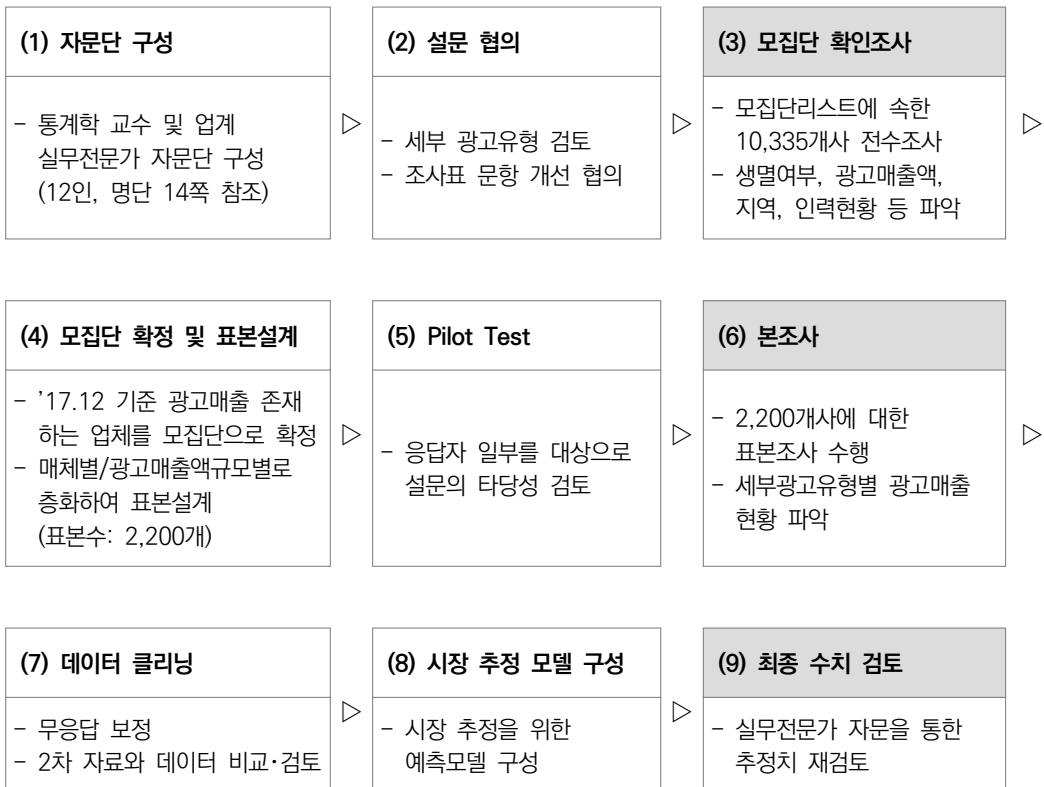 (1) 자문단 구성
- 통계학 교수 및 업계
실무전문가 자문단 구성
(12인, 명단 14쪽 참조)
▷
(2) 설문 협의
- 세부 광고유형 검토
- 조사표 문항 개선 협의
▷
(3) 모집단 확인조사
- 모집단리스트에 속한
10,335개사 전수조사
- 생멸여부, 광고매출액,
지역, 인력현황 등 파악
▷
(4) 모집단 확정 및 표본설계
- ’17.12 기준 광고매출 존재
하는 업체를 모집단으로 확정
- 매체별/광고매출액규모별로
층화하여 표본설계
(표본수: 2,200개)
▷
(5) Pilot Test
- 응답자 일부를 대상으로
설문의 타당성 검토
▷
(6) 본조사
- 2,200개사에 대한
표본조사 수행
- 세부광고유형별 광고매출
현황 파악
▷
(7) 데이터 클리닝
- 무응답 보정
- 2차 자료와 데이터 비교·검토
▷
(8) 시장 추정 모델 구성
- 시장 추정을 위한
예측모델 구성
▷
(9) 최종 수치 검토
- 실무전문가 자문을 통한
추정치 재검토